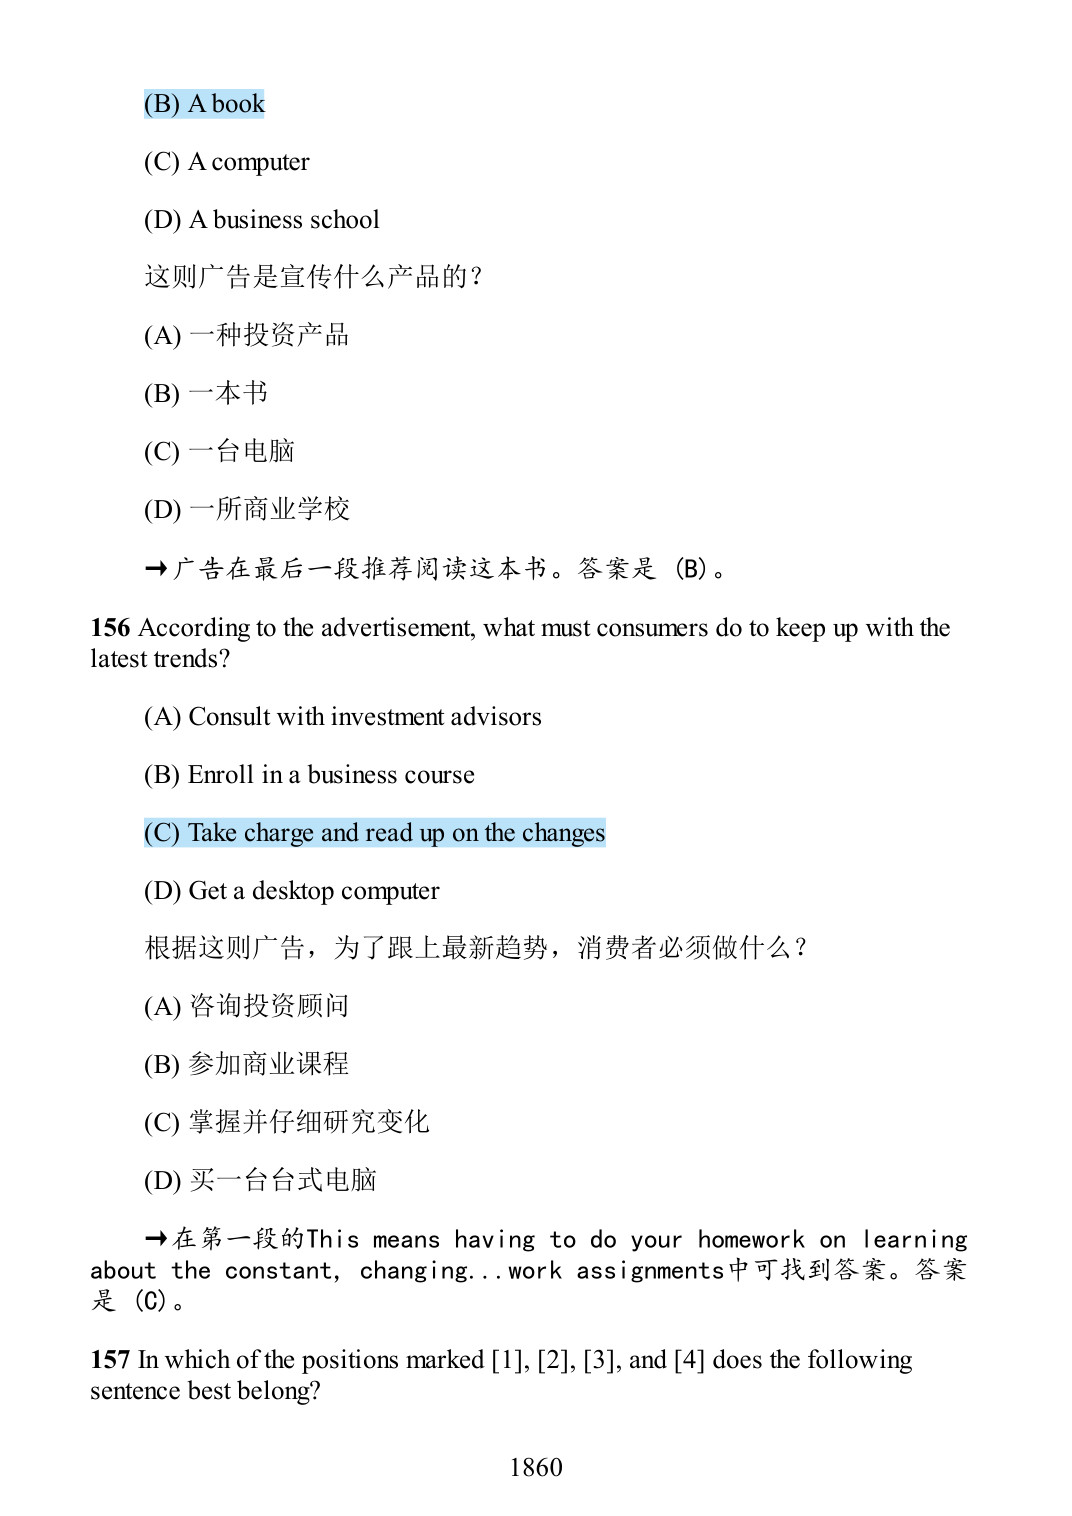 (B) A book
(C) A computer
(D) A business school
这则广告是宣传什么产品的？
(A) 一种投资产品
(B) 一本书
(C) 一台电脑
(D) 一所商业学校
➞广告在最后一段推荐阅读这本书。答案是 (B)。
156 According to the advertisement, what must consumers do to keep up with the
latest trends?
(A) Consult with investment advisors
(B) Enroll in a business course
(C) Take charge and read up on the changes
(D) Get a desktop computer
根据这则广告，为了跟上最新趋势，消费者必须做什么？
(A) 咨询投资顾问
(B) 参加商业课程
(C) 掌握并仔细研究变化
(D) 买一台台式电脑
➞在第一段的This means having to do your homework on learning
about the constant, changing...work assignments中可找到答案。答案
是 (C)。
157 In which of the positions marked [1], [2], [3], and [4] does the following
sentence best belong?
1860